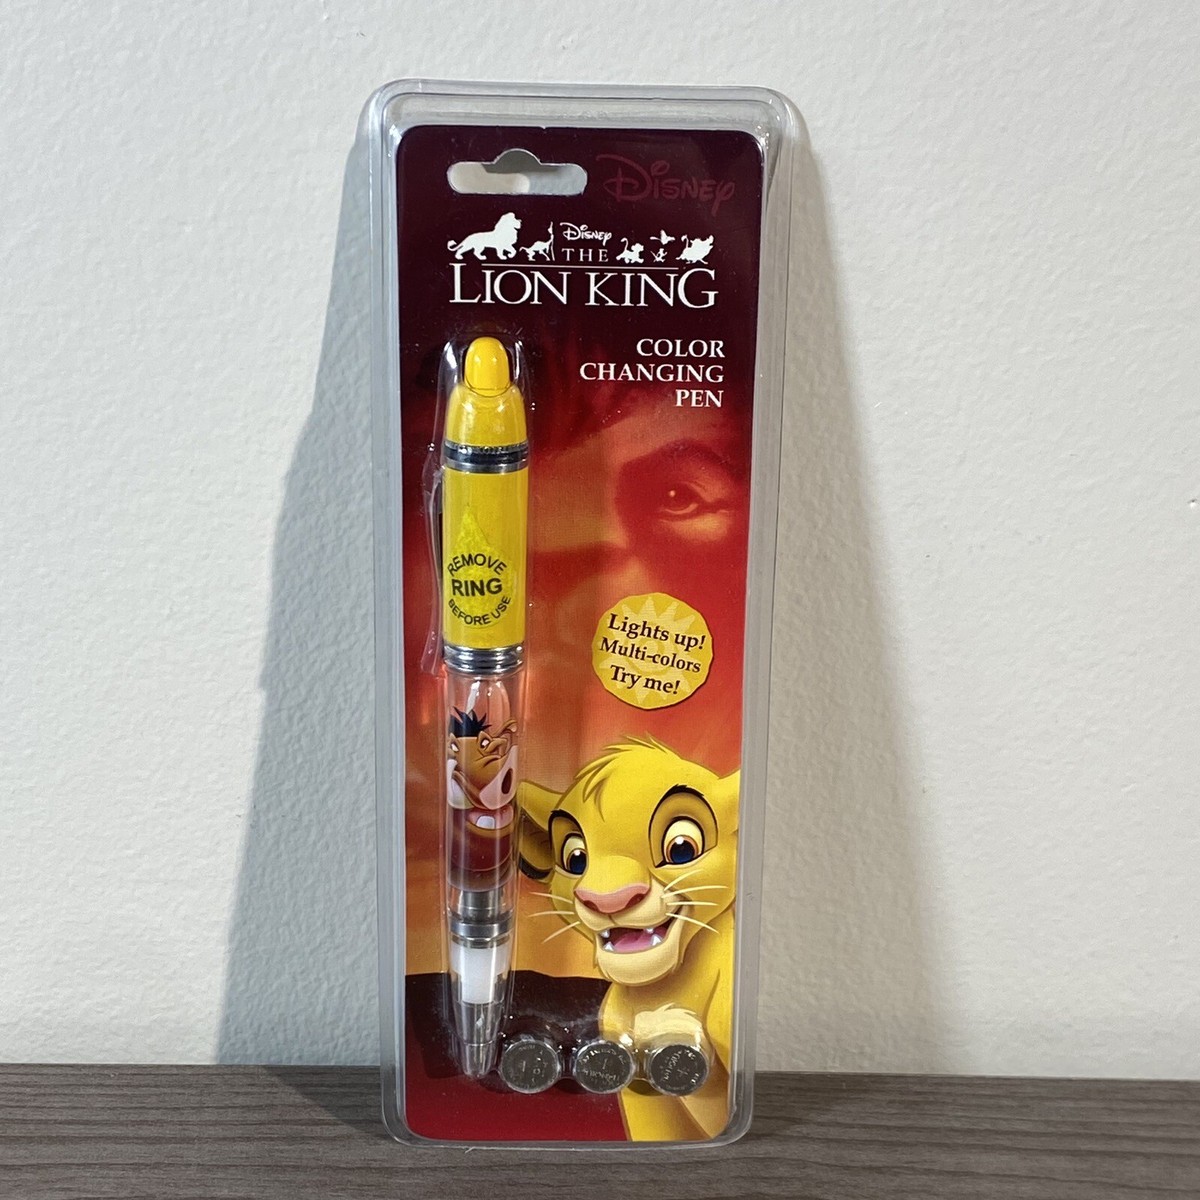 Disney
Disney
THE
LION KING
COLOR
CHANGING
PEN
REMOVE
RING
BEFORE USE
Lights up!
Multi-colors
Try me!